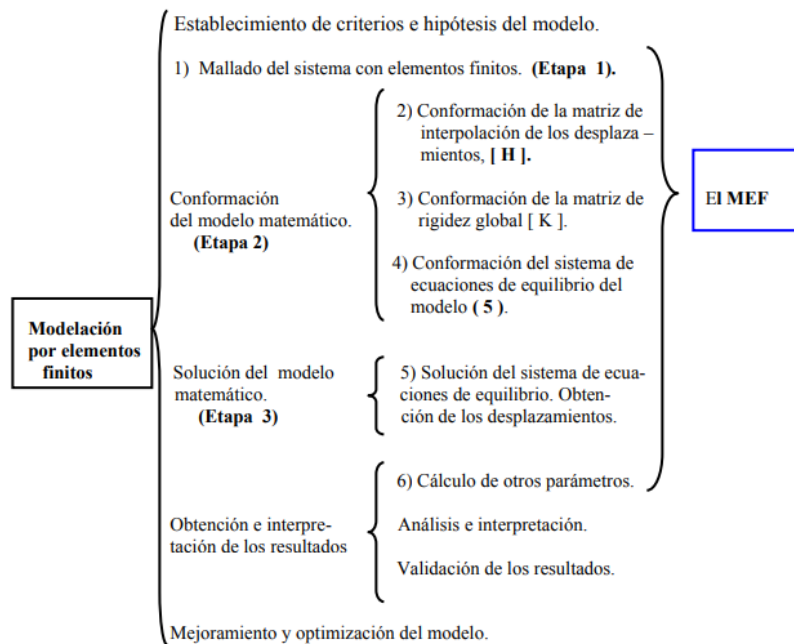 Establecimiento de criterios e hipótesis del modelo.
1) Mallado del sistema con elementos finitos. (Etapa 1).
2) Conformación de la matriz de
interpolación de los desplaza –
mientos, [ H ].
Conformación
del modelo matemático.
(Etapa 2)
3) Conformación de la matriz de
rigidez global [ K ].
4) Conformación del sistema de
ecuaciones de equilibrio del
modelo ( 5 ).
El MEF
Modelación
por elementos
finitos
Solución del modelo
matemático.
(Etapa 3)
5) Solución del sistema de ecua-
ciones de equilibrio. Obten-
ción de los desplazamientos.
6) Cálculo de otros parámetros.
Obtención e interpre-
tación de los resultados
Análisis e interpretación.
Validación de los resultados.
Mejoramiento y optimización del modelo.